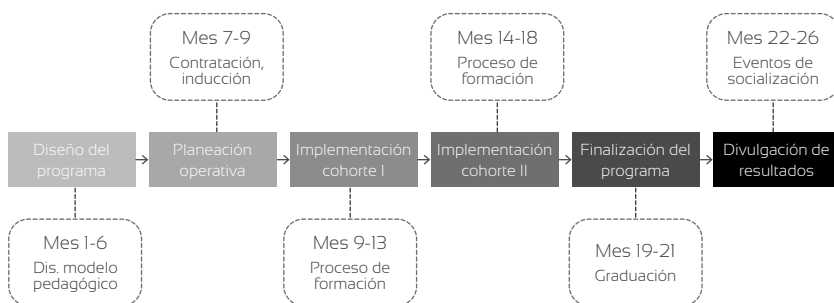 Mes 7-9
Contratación,
inducción
Mes 14-18
Proceso de
formación
Mes 22-26
Eventos de
socialización
Diseño del
programa
Planeación
operativa
Implementación
cohorte I
Implementación
cohorte II
Finalización del
programa
Divulgación de
resultados
Mes 1-6
Dis. modelo
pedagógico
Mes 9-13
Proceso de
formación
Mes 19-21
Graduación